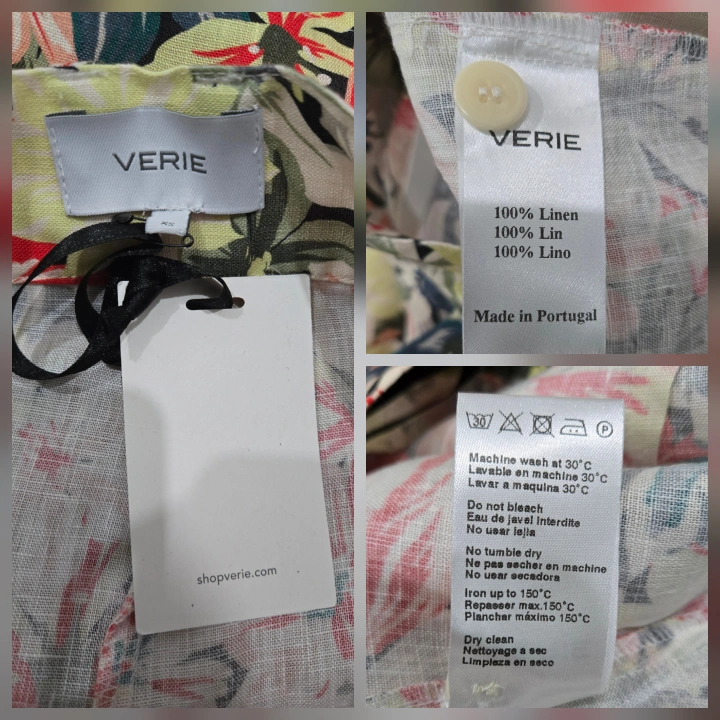 VERIE
shopverie.com
VERIE
100% Linen
100% Lin
100% Lino
Made in Portugal
30
P
Machine wash at 30°C
Lavable en machine 30°C
Lavar a maquina 30°C
Do not bleach
Eau de javel interdite
No usar lejia
No tumble dry
Ne pas secher en machine
No usar secadora
Iron up to 150°C
Repasser max.150°C
Planchar máximo 150°C
Dry clean
Nettoyage a sec
Limpieza en seco